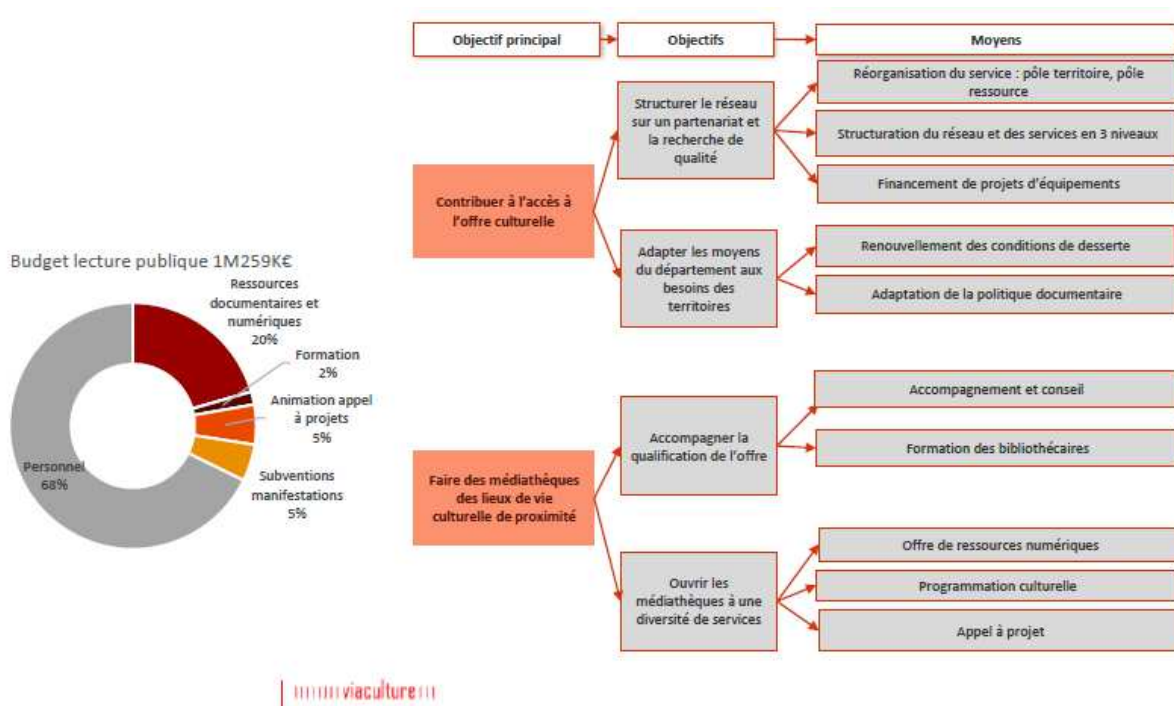 Budget lecture publique 1M259K€
Ressources
documentaires et
numériques
20%
Formation
2%
Animation appel
à projets
5%
Subventions
manifestations
5%
Personnel
68%
Objectif principal
Objectifs
Moyens
Contribuer à l'accès à
l'offre culturelle
Structurer le réseau
sur un partenariat et
la recherche de
qualité
Réorganisation du service : pôle territoire, pôle
ressource
Structuration du réseau et des services en 3 niveaux
Financement de projets d'équipements
Adapter les moyens
du département aux
besoins des
territoires
Renouvellement des conditions de desserte
Adaptation de la politique documentaire
Faire des médiathèques
des lieux de vie
culturelle de proximité
Accompagner la
qualification de l'offre
Accompagnement et conseil
Formation des bibliothécaires
Ouvrir les
médiathèques à une
diversité de services
Offre de ressources numériques
Programmation culturelle
Appel à projet
viaculture